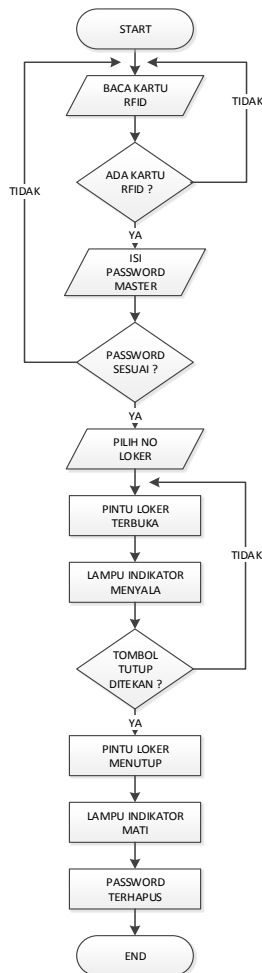 START
BACA KARTU
RFID
TIDAK
ADA KARTU
RFID ?
TIDAK
YA
ISI
PASSWORD
MASTER
PASSWORD
SESUAI ?
YA
PILIH NO
LOKER
PINTU LOKER
TERBUKA
TIDAK
LAMPU INDIKATOR
MENYALA
TOMBOL
TUTUP
DITEKAN ?
YA
PINTU LOKER
MENUTUP
LAMPU INDIKATOR
MATI
PASSWORD
TERHAPUS
END